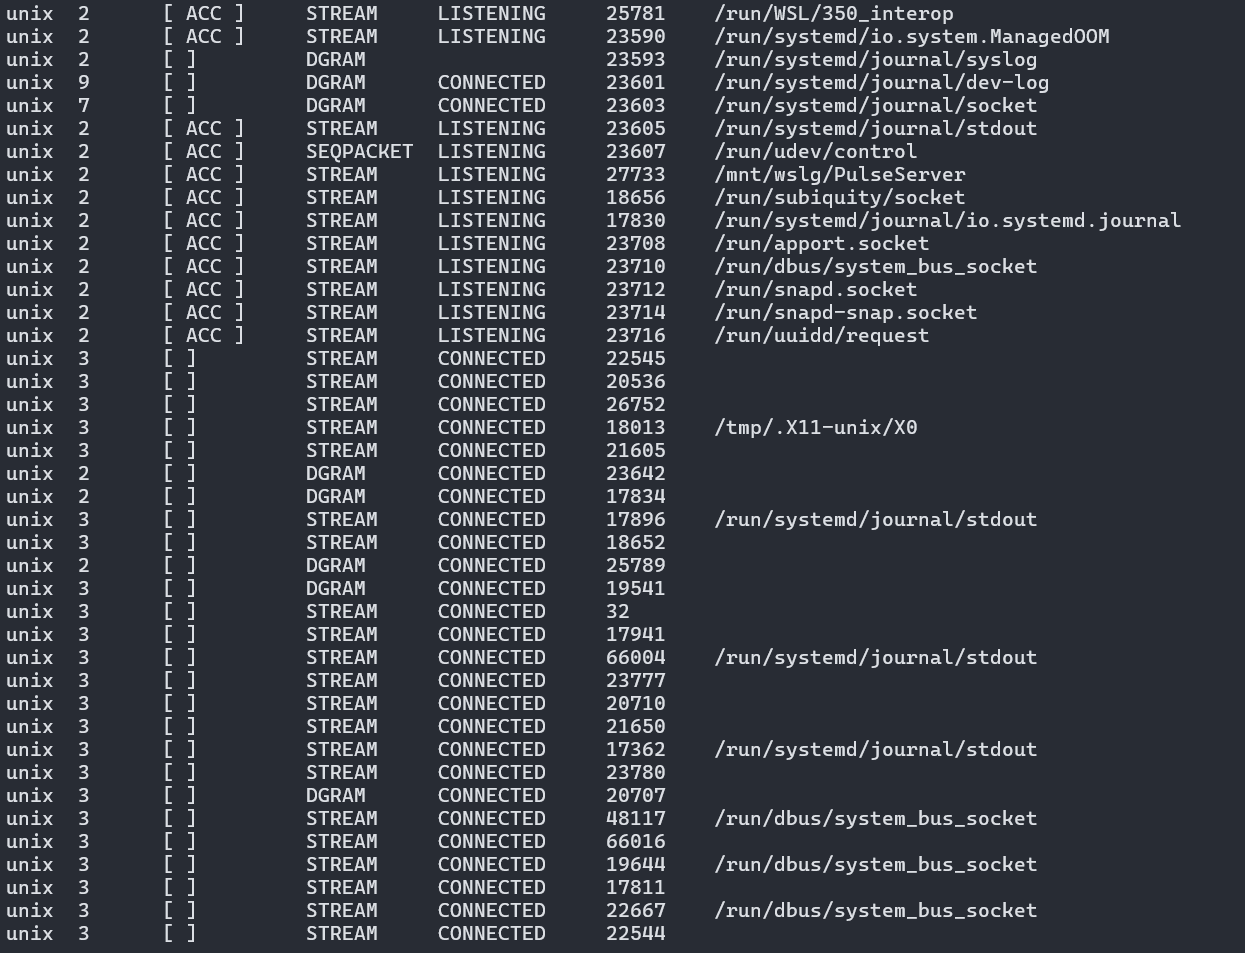 unix  2      [ ACC ]     STREAM     LISTENING     25781    /run/WSL/350_interop
unix  2      [ ACC ]     STREAM     LISTENING     23590    /run/systemd/io.system.ManagedOOM
unix  2      [ ]         DGRAM                    23593    /run/systemd/journal/syslog
unix  9      [ ]         DGRAM      CONNECTED     23601    /run/systemd/journal/dev-log
unix  7      [ ]         DGRAM      CONNECTED     23603    /run/systemd/journal/socket
unix  2      [ ACC ]     STREAM     LISTENING     23605    /run/systemd/journal/stdout
unix  2      [ ACC ]     SEQPACKET  LISTENING     23607    /run/udev/control
unix  2      [ ACC ]     STREAM     LISTENING     27733    /mnt/wslg/PulseServer
unix  2      [ ACC ]     STREAM     LISTENING     18656    /run/subiquity/socket
unix  2      [ ACC ]     STREAM     LISTENING     17830    /run/systemd/journal/io.systemd.journal
unix  2      [ ACC ]     STREAM     LISTENING     23708    /run/apport.socket
unix  2      [ ACC ]     STREAM     LISTENING     23710    /run/dbus/system_bus_socket
unix  2      [ ACC ]     STREAM     LISTENING     23712    /run/snapd.socket
unix  2      [ ACC ]     STREAM     LISTENING     23714    /run/snapd-snap.socket
unix  2      [ ACC ]     STREAM     LISTENING     23716    /run/uuidd/request
unix  3      [ ]         STREAM     CONNECTED     22545
unix  3      [ ]         STREAM     CONNECTED     20536
unix  3      [ ]         STREAM     CONNECTED     26752
unix  3      [ ]         STREAM     CONNECTED     18013    /tmp/.X11-unix/X0
unix  3      [ ]         STREAM     CONNECTED     21605
unix  2      [ ]         DGRAM      CONNECTED     23642
unix  2      [ ]         DGRAM      CONNECTED     17834
unix  3      [ ]         STREAM     CONNECTED     17896    /run/systemd/journal/stdout
unix  3      [ ]         STREAM     CONNECTED     18652
unix  2      [ ]         DGRAM      CONNECTED     25789
unix  3      [ ]         DGRAM      CONNECTED     19541
unix  3      [ ]         STREAM     CONNECTED     32
unix  3      [ ]         STREAM     CONNECTED     17941
unix  3      [ ]         STREAM     CONNECTED     66004    /run/systemd/journal/stdout
unix  3      [ ]         STREAM     CONNECTED     23777
unix  3      [ ]         STREAM     CONNECTED     20710
unix  3      [ ]         STREAM     CONNECTED     21650
unix  3      [ ]         STREAM     CONNECTED     17362    /run/systemd/journal/stdout
unix  3      [ ]         STREAM     CONNECTED     23780
unix  3      [ ]         DGRAM      CONNECTED     20707
unix  3      [ ]         STREAM     CONNECTED     48117    /run/dbus/system_bus_socket
unix  3      [ ]         STREAM     CONNECTED     66016
unix  3      [ ]         STREAM     CONNECTED     19644    /run/dbus/system_bus_socket
unix  3      [ ]         STREAM     CONNECTED     17811
unix  3      [ ]         STREAM     CONNECTED     22667    /run/dbus/system_bus_socket
unix  3      [ ]         STREAM     CONNECTED     22544